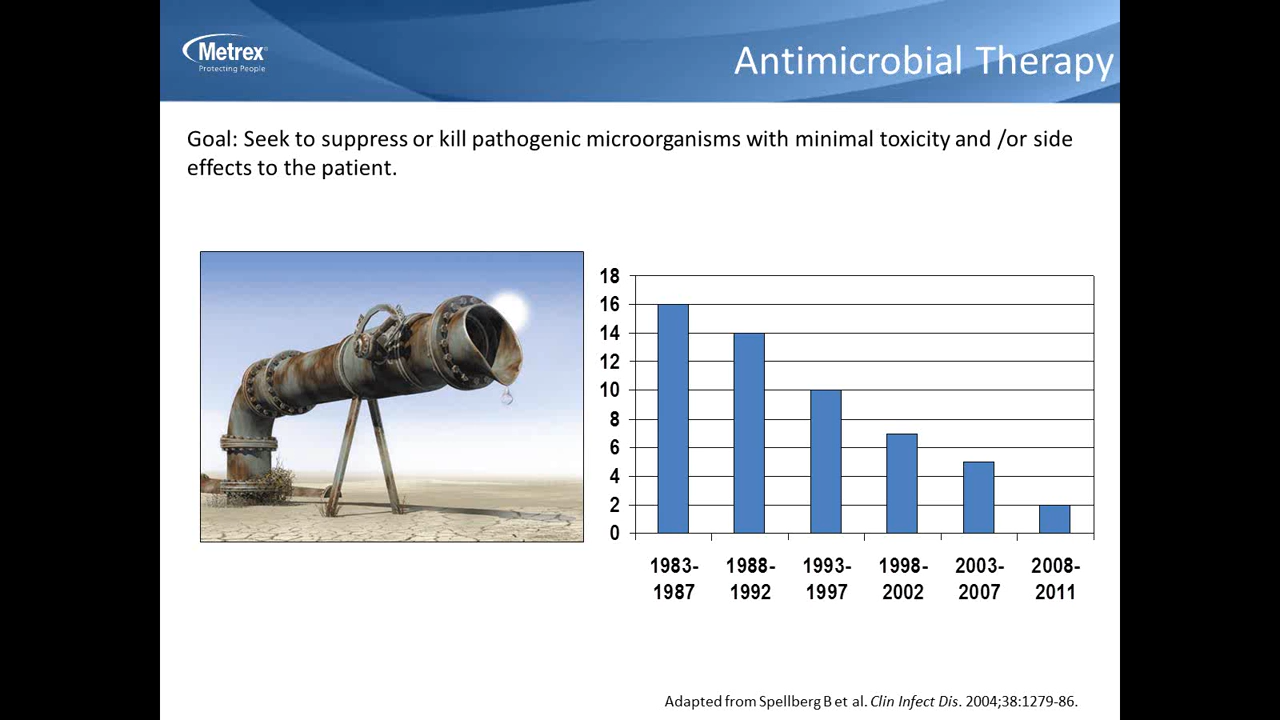 Metrex
Protecting People
Antimicrobial Therapy
Goal: Seek to suppress or kill pathogenic microorganisms with minimal toxicity and /or side
effects to the patient.
18
16
14
12
10
8
6
4
2
0
1983- 1988- 1993- 1998- 2003- 2008-
1987 1992 1997 2002 2007 2011
Adapted from Spellberg B et al. Clin Infect Dis. 2004;38:1279-86.